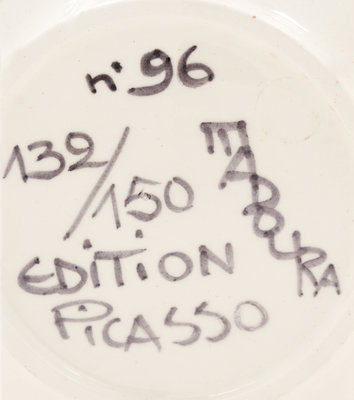 n° 96
132/150
MADOURA
EDITION
PICASSO